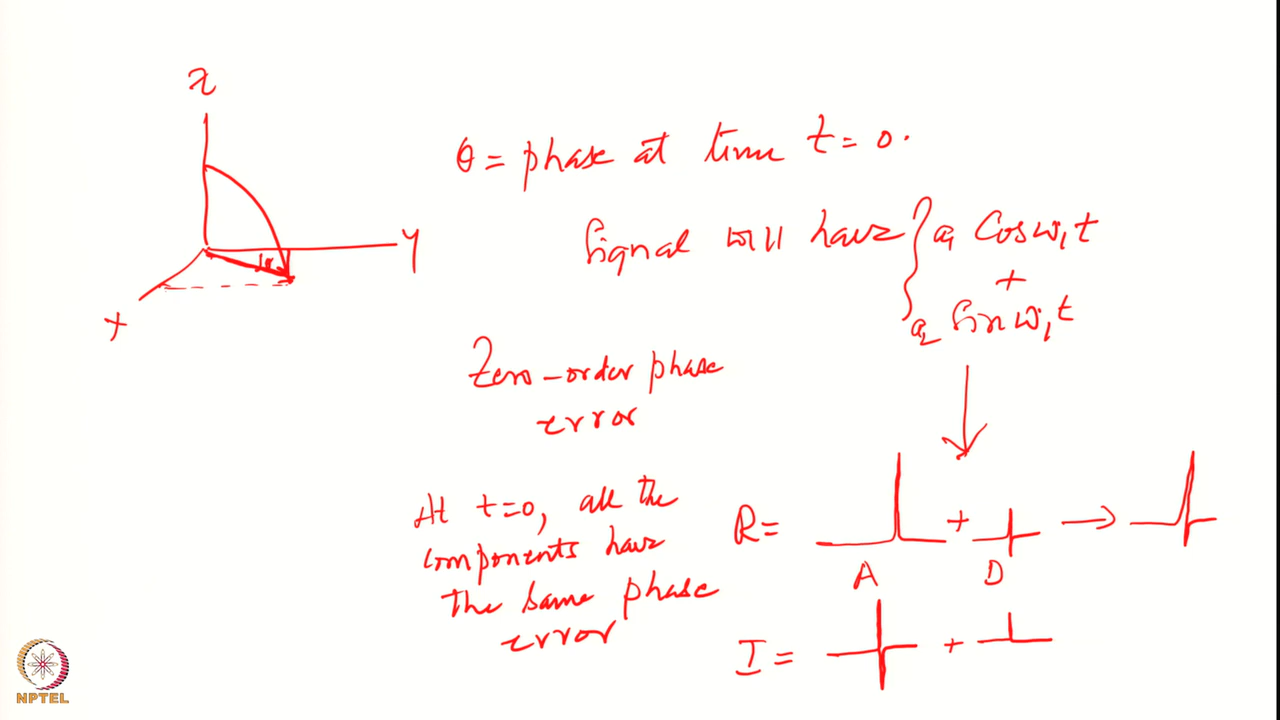 z
y
x
α
θ = phase at time t = 0.
Signal will have { a₁ Cos ω₁t
+
a₂ Sin ω₁t
Zero-order phase
error
At t=0, all the
components have
the same phase
error
R = + →
A D
I = +
NPTEL